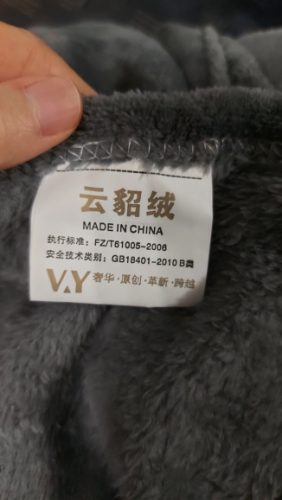 云貂绒
MADE IN CHINA
执行标准：FZ/T61005-2006
安全技术类别：GB18401-2010 B类
V.Y 奢华·原创·革新·跨越